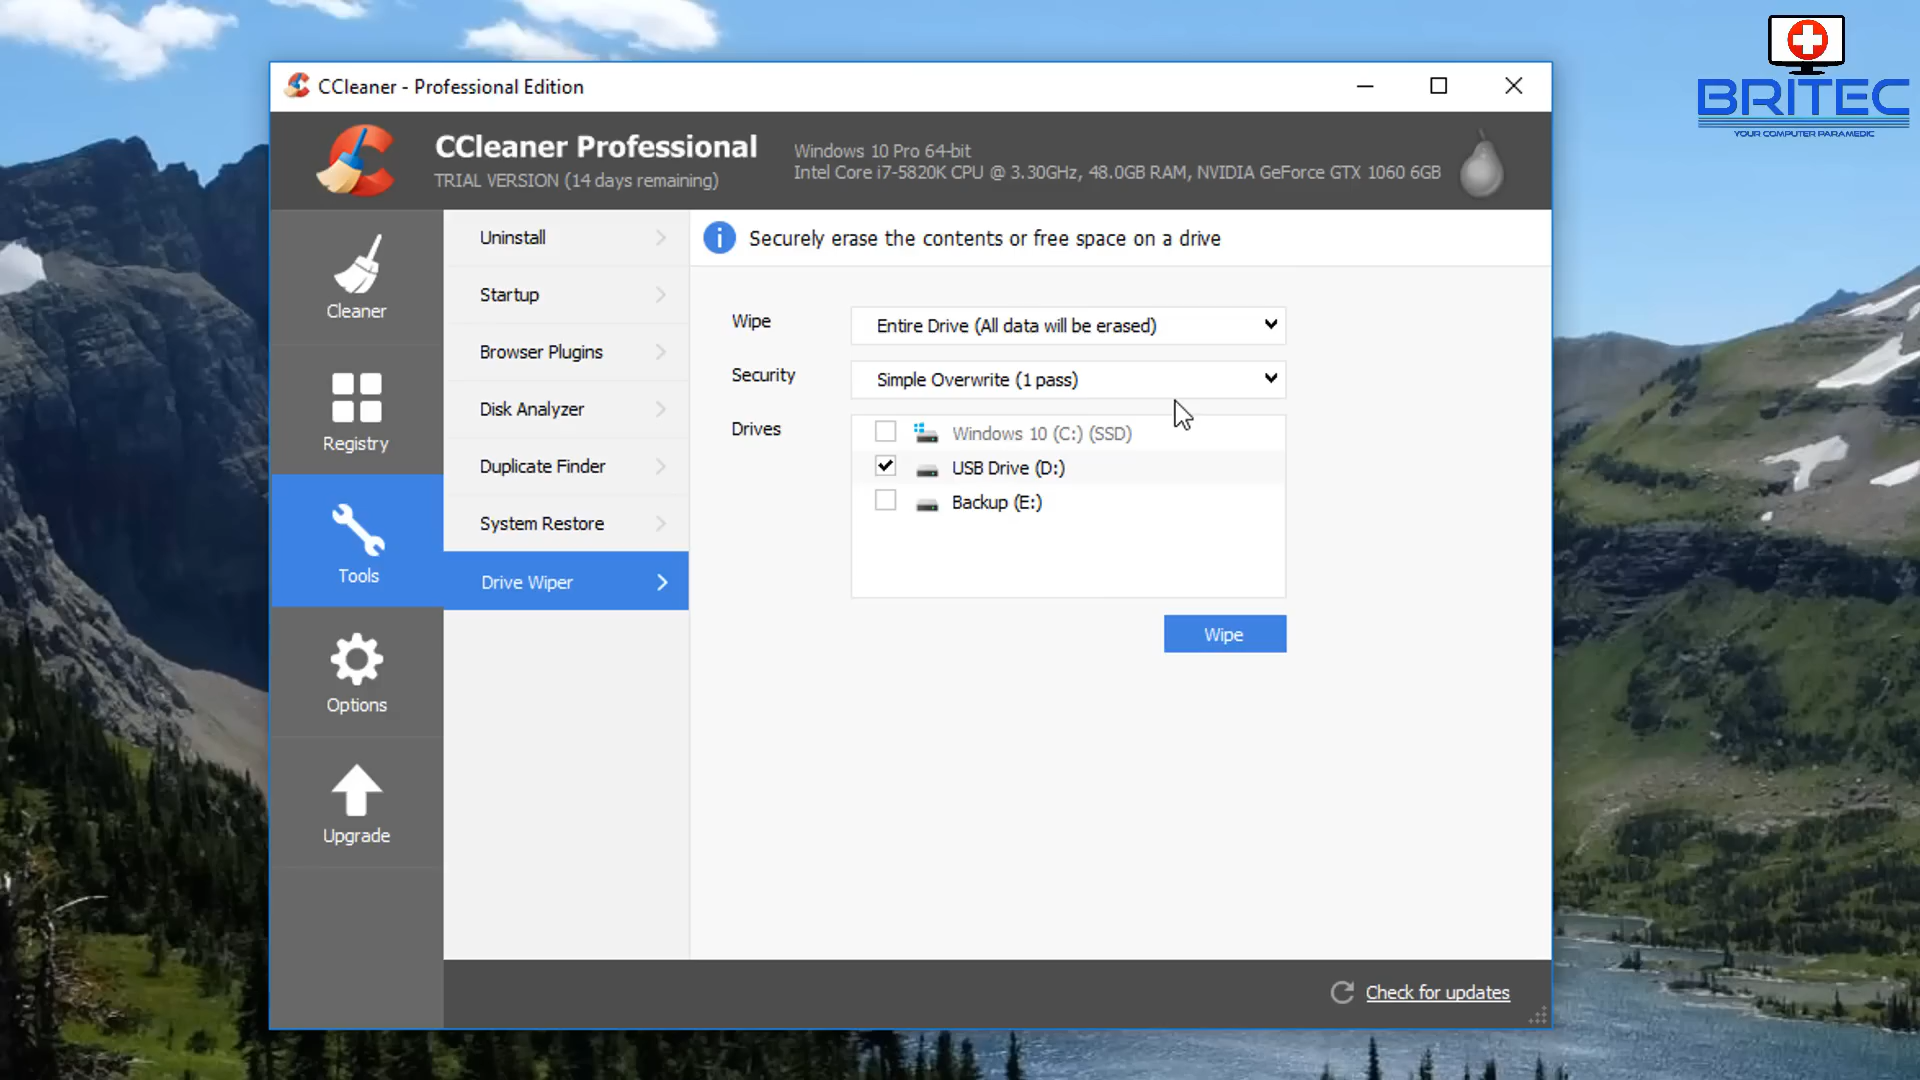 BRITEC
YOUR COMPUTER PARAMEDIC
CCleaner - Professional Edition
CCleaner Professional
TRIAL VERSION (14 days remaining)
Windows 10 Pro 64-bit
Intel Core i7-5820K CPU @ 3.30GHz, 48.0GB RAM, NVIDIA GeForce GTX 1060 6GB
Cleaner
Registry
Tools
Options
Upgrade
Uninstall
Startup
Browser Plugins
Disk Analyzer
Duplicate Finder
System Restore
Drive Wiper
i Securely erase the contents or free space on a drive
Wipe Entire Drive (All data will be erased)
Security Simple Overwrite (1 pass)
Drives Windows 10 (C:) (SSD)
USB Drive (D:)
Backup (E:)
Wipe
Check for updates